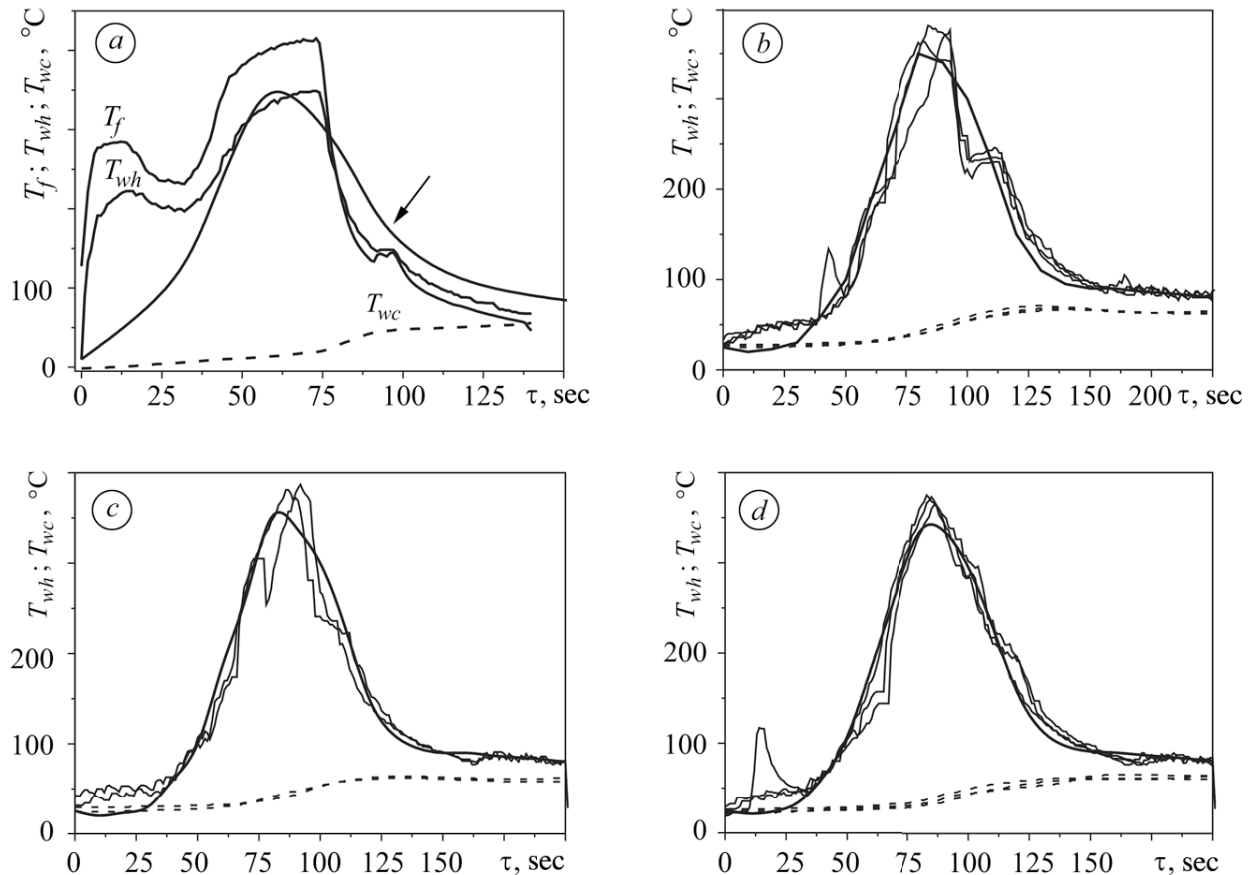 a
T_f ; T_wh ; T_wc, °C
T_f
T_wh
T_wc
100
0
0 25 50 75 100 125 τ, sec
b
T_wh ; T_wc, °C
200
100
0
0 25 50 75 100 125 150 200 τ, sec
c
T_wh ; T_wc, °C
200
100
0
0 25 50 75 100 150 τ, sec
d
T_wh ; T_wc, °C
200
100
0
0 25 50 75 100 125 150 τ, sec